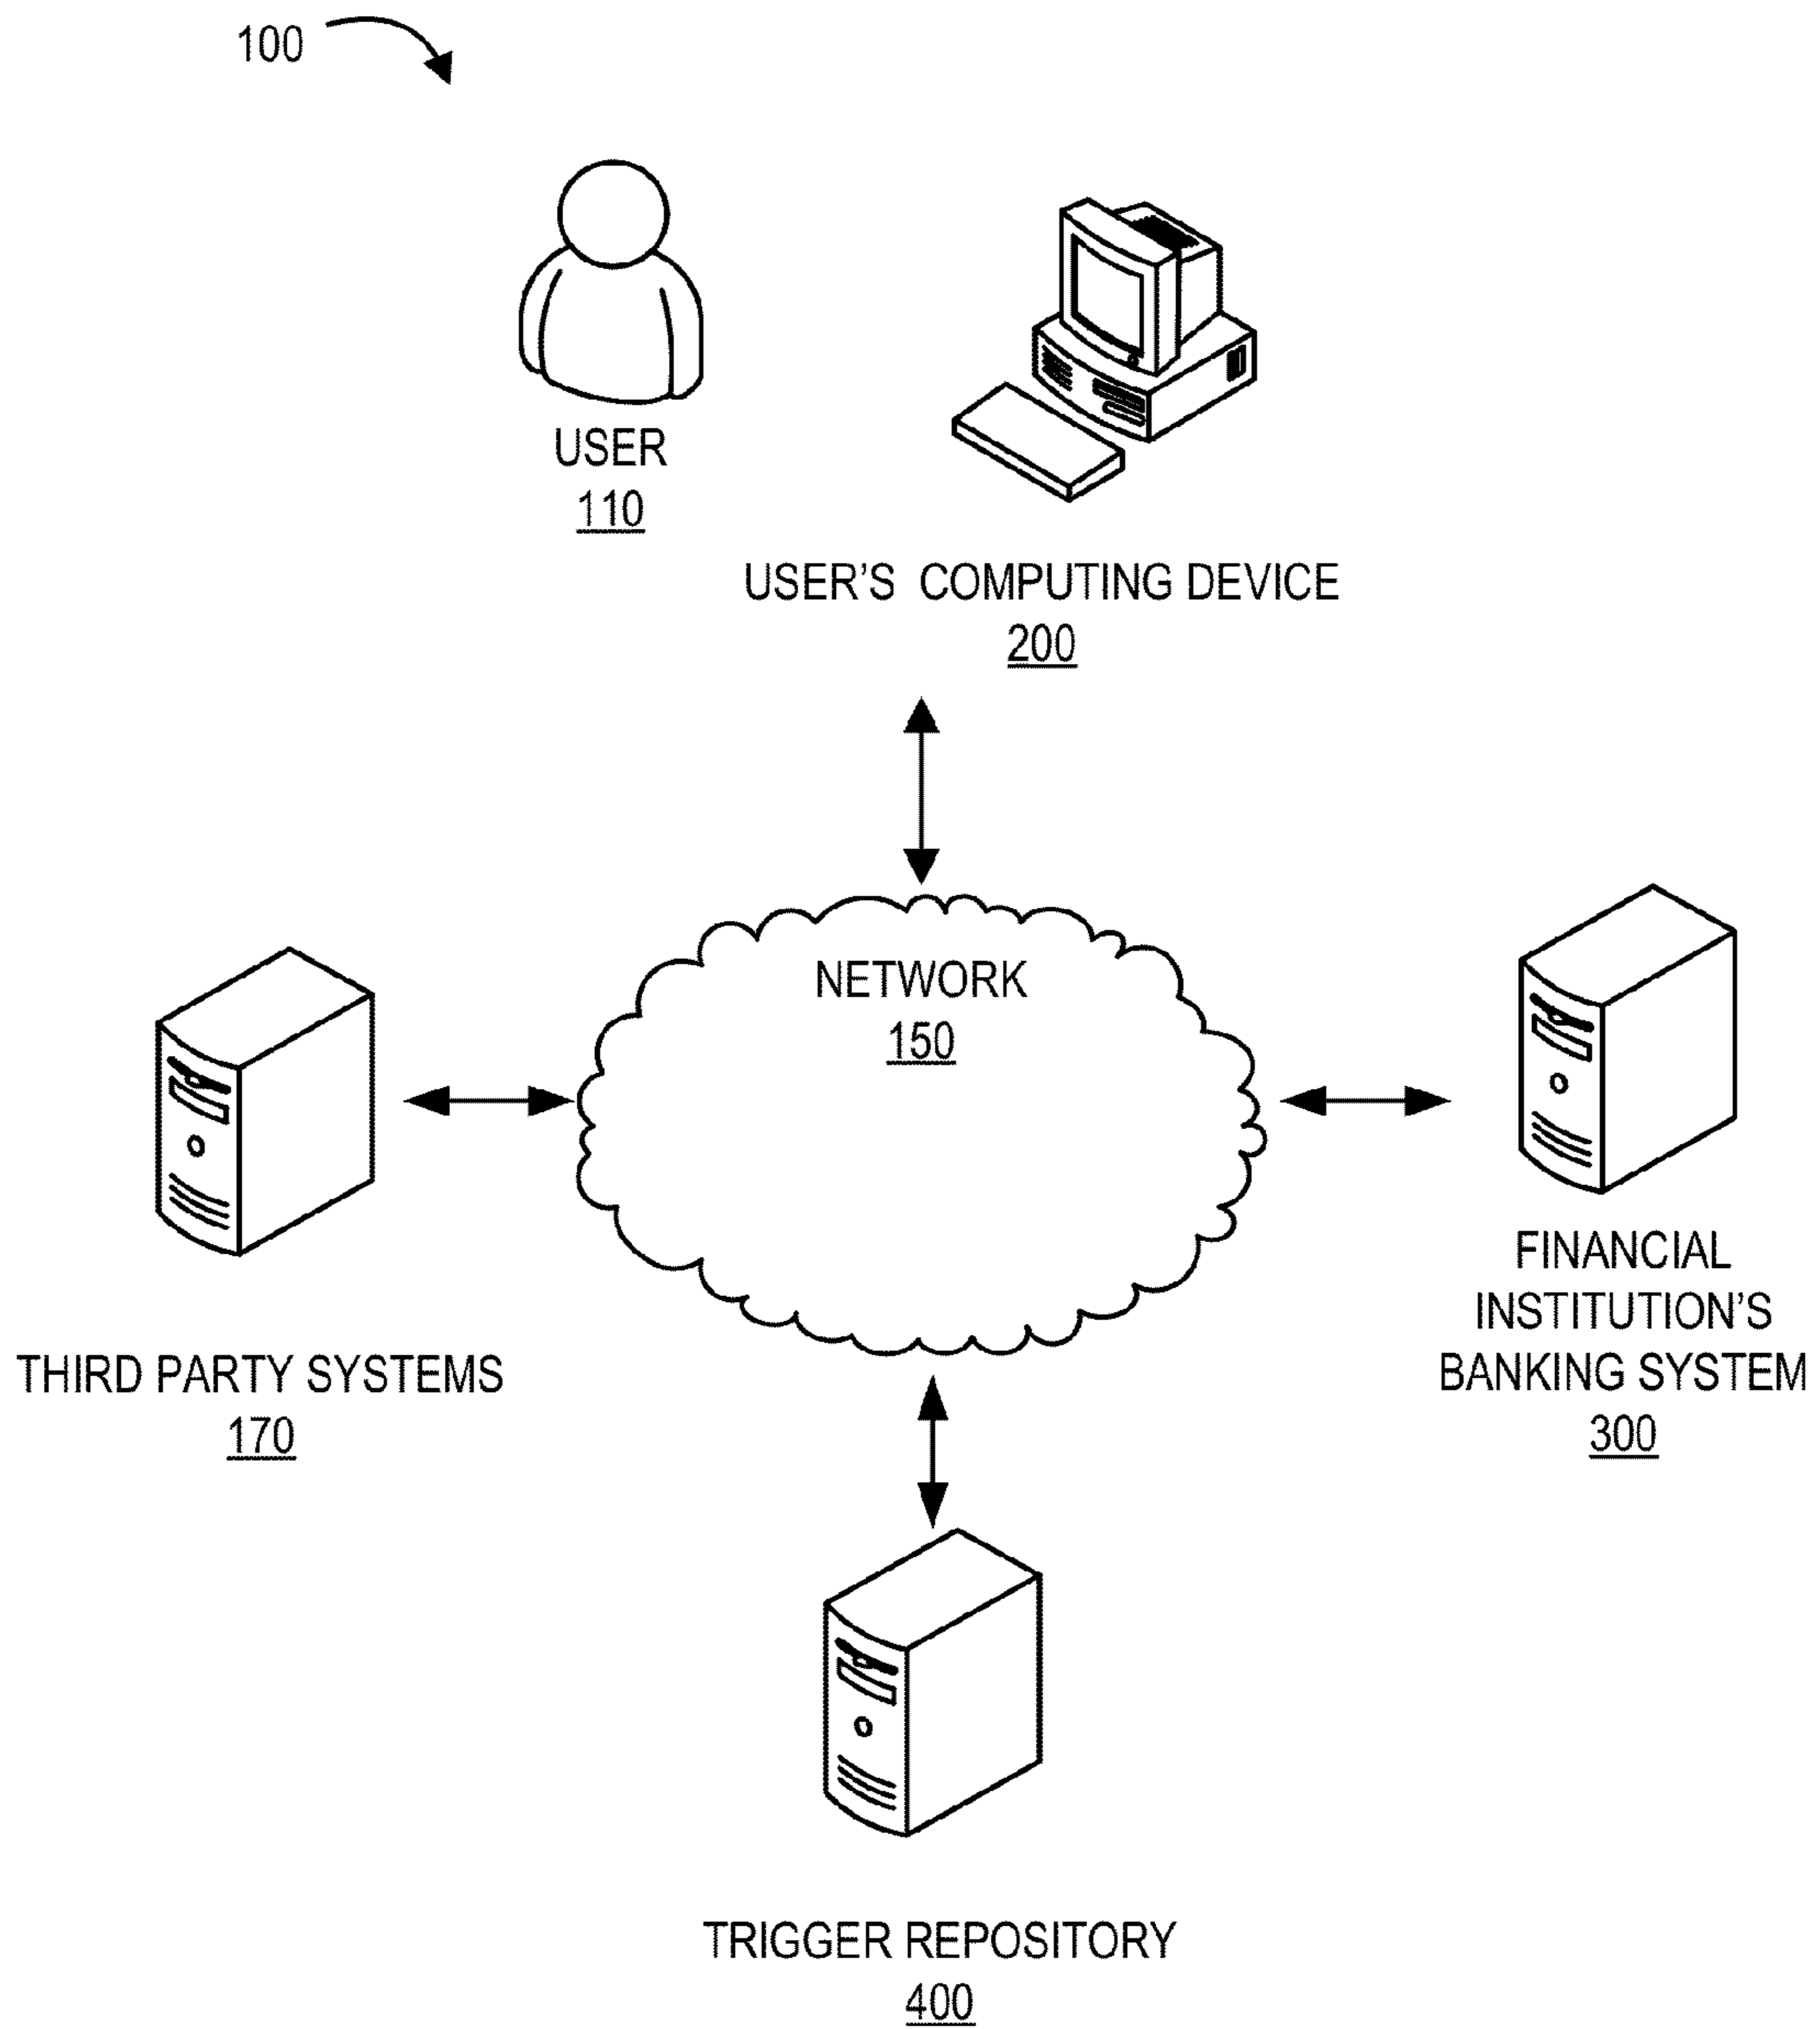 100
USER
110
USER'S COMPUTING DEVICE
200
NETWORK
150
THIRD PARTY SYSTEMS
170
FINANCIAL
INSTITUTION'S
BANKING SYSTEM
300
TRIGGER REPOSITORY
400